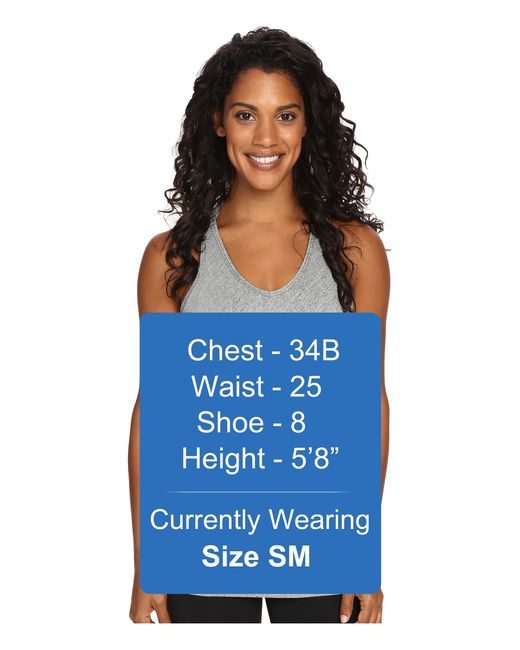 Chest - 34B
Waist - 25
Shoe - 8
Height - 5’8”
Currently Wearing
Size SM